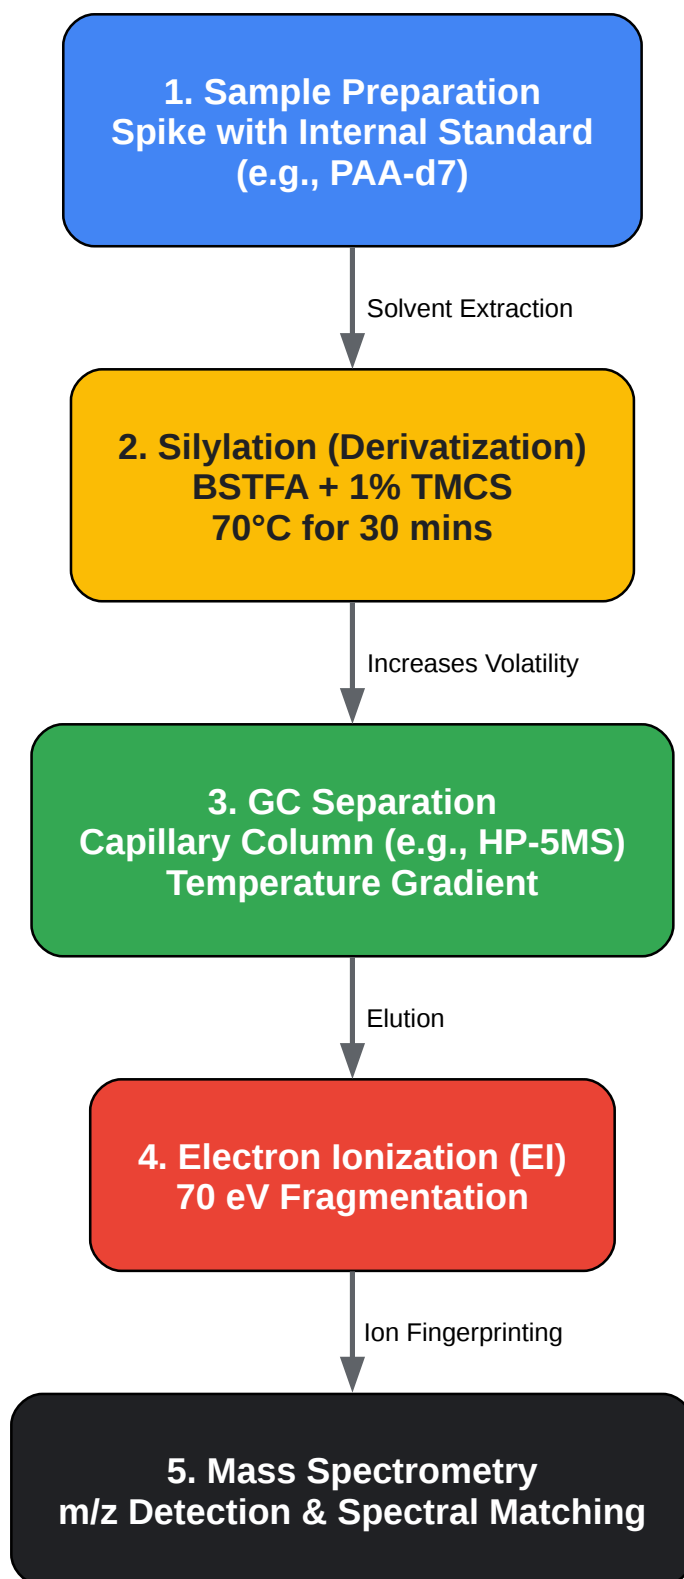 1. Sample Preparation
Spike with Internal Standard
(e.g., PAA-d7)
Solvent Extraction
2. Silylation (Derivatization)
BSTFA + 1% TMCS
70°C for 30 mins
Increases Volatility
3. GC Separation
Capillary Column (e.g., HP-5MS)
Temperature Gradient
Elution
4. Electron Ionization (EI)
70 eV Fragmentation
Ion Fingerprinting
5. Mass Spectrometry
m/z Detection & Spectral Matching